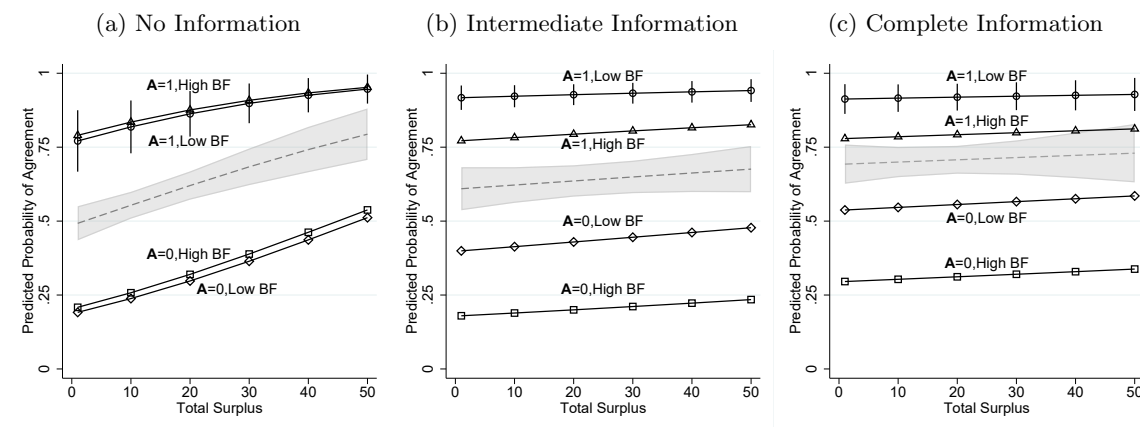 (a) No Information
Predicted Probability of Agreement
1
.75
.5
.25
0
A=1,High BF
A=1,Low BF
A=0,High BF
A=0,Low BF
0 10 20 30 40 50
Total Surplus
(b) Intermediate Information
Predicted Probability of Agreement
1
.75
.5
.25
0
A=1,Low BF
A=1,High BF
A=0,Low BF
A=0,High BF
0 10 20 30 40 50
Total Surplus
(c) Complete Information
Predicted Probability of Agreement
1
.75
.5
.25
0
A=1,Low BF
A=1,High BF
A=0,Low BF
A=0,High BF
0 10 20 30 40 50
Total Surplus